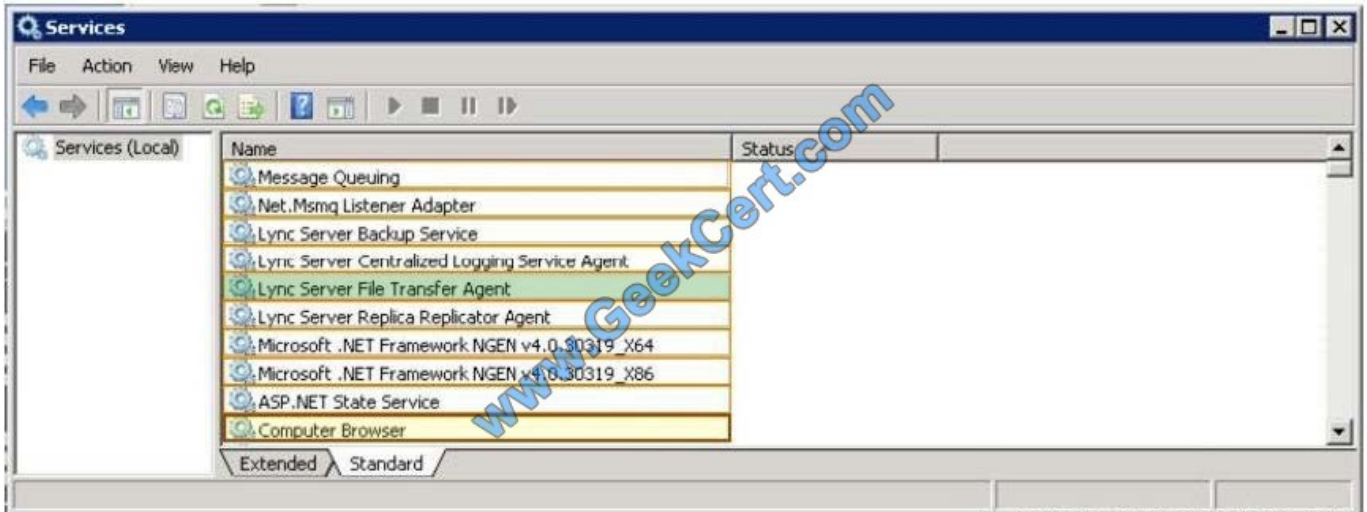 Services
File Action View Help
Services (Local)
Name Status
Message Queuing
Net.Msmq Listener Adapter
Lync Server Backup Service
Lync Server Centralized Logging Service Agent
Lync Server File Transfer Agent
Lync Server Replica Replicator Agent
Microsoft .NET Framework NGEN v4.0.30319_X64
Microsoft .NET Framework NGEN v4.0.30319_X86
ASP.NET State Service
Computer Browser
Extended Standard
www.GeekCert.com